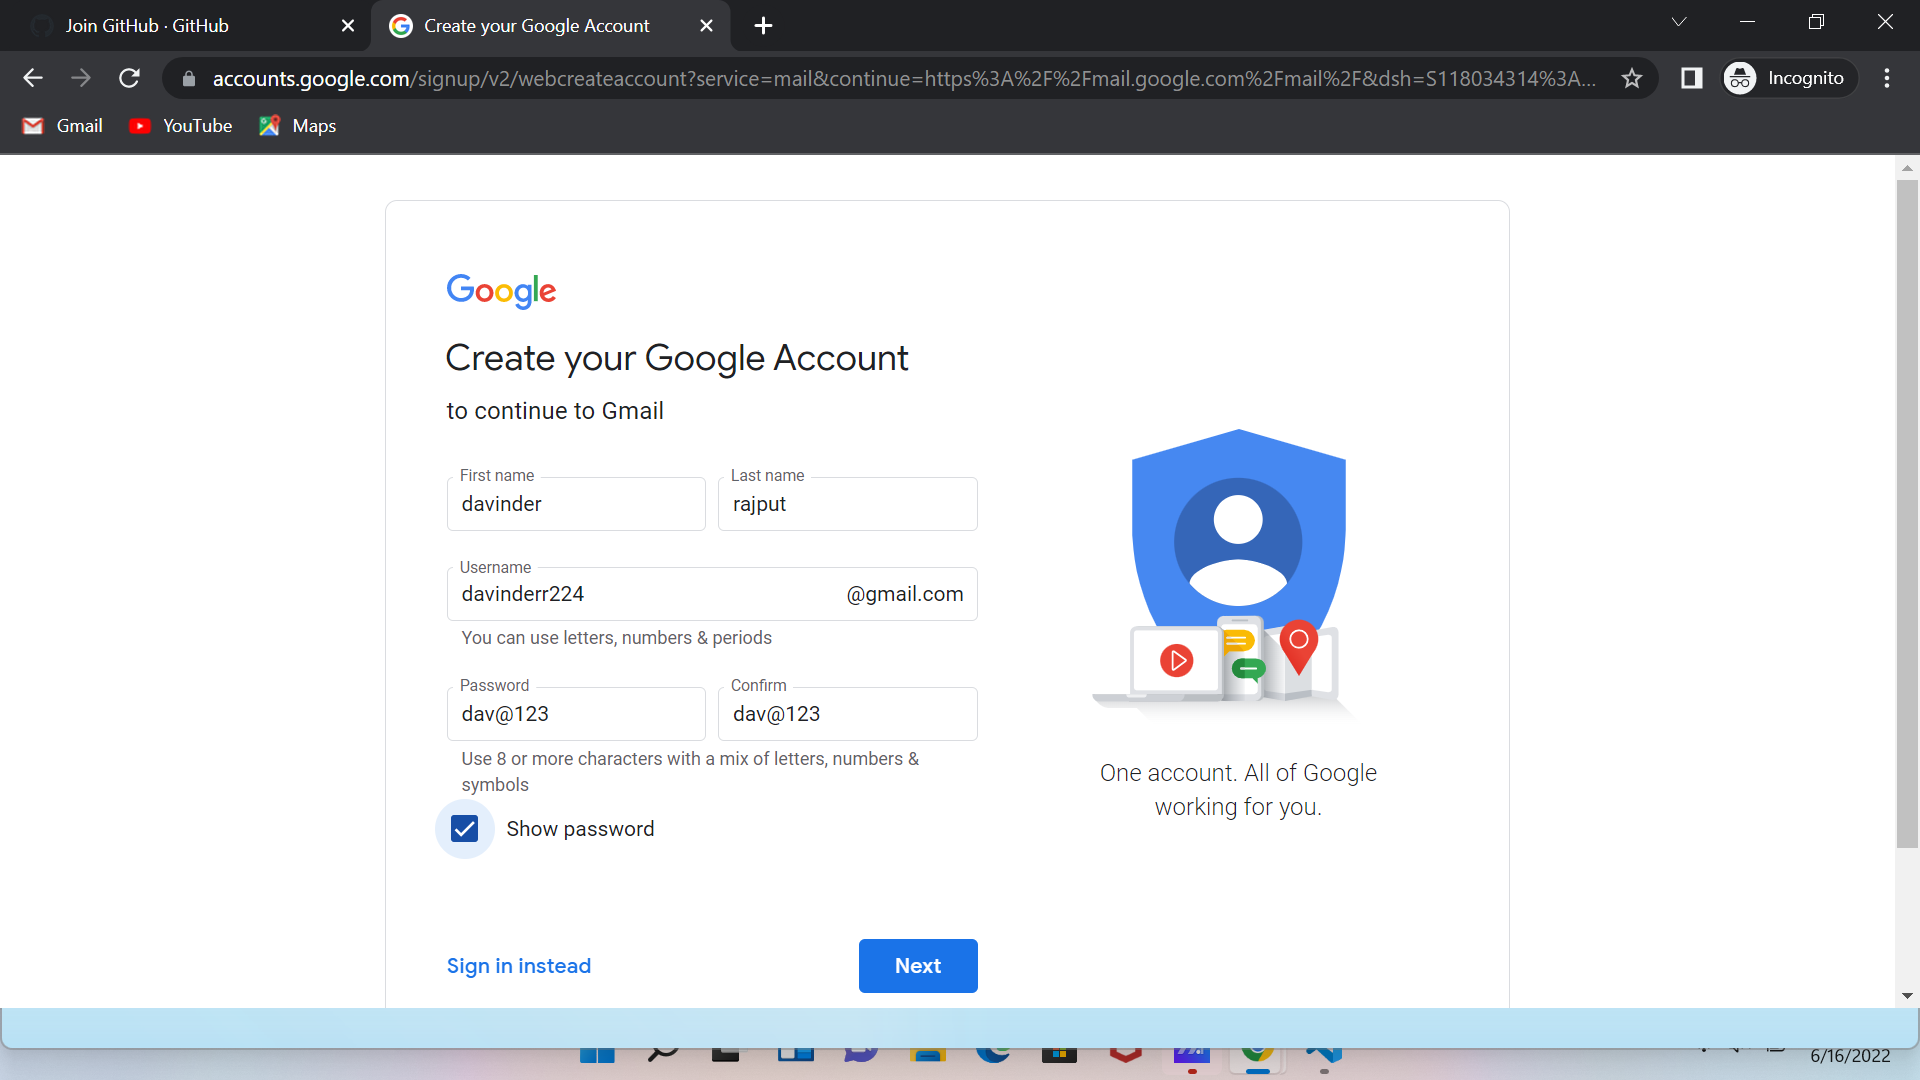 Join GitHub · GitHub
Create your Google Account
accounts.google.com/signup/v2/webcreateaccount?service=mail&continue=https%3A%2F%2Fmail.google.com%2Fmail%2F&dsh=S118034314%3A...
Incognito
Gmail
YouTube
Maps
Google
Create your Google Account
to continue to Gmail
First name
Last name
davinder
rajput
Username
davinderr224
@gmail.com
You can use letters, numbers & periods
Password
Confirm
dav@123
dav@123
Use 8 or more characters with a mix of letters, numbers &
symbols
Show password
One account. All of Google
working for you.
Sign in instead
Next
6/16/2022